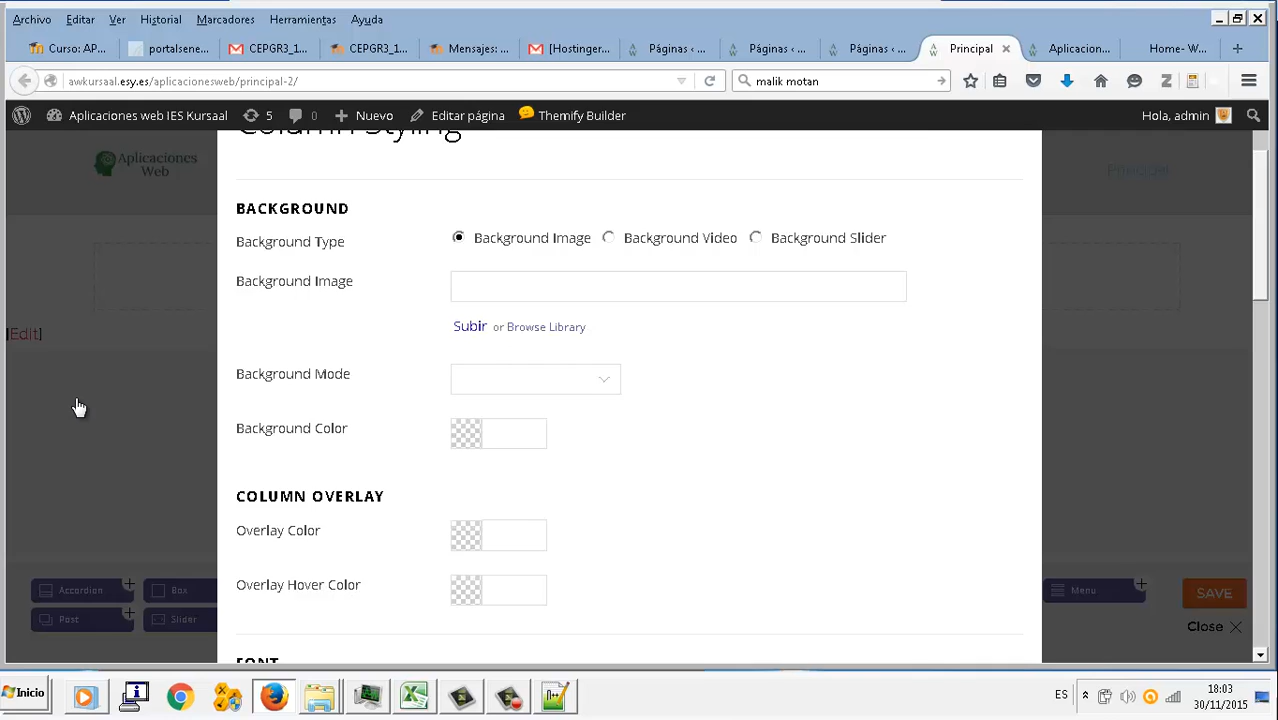 Archivo Editar Ver Historial Marcadores Herramientas Ayuda
Curso: AP... portalsene... CEPGR3_1... CEPGR3_1... Mensajes: ... [Hostinger... Páginas ‹ ... Páginas ‹ ... Páginas ‹ ... Principal Aplicacion... Home- W...
awkursaal.esy.es/aplicacionesweb/principal-2/ malik motan
Aplicaciones web IES Kursaal 5 0 Nuevo Editar página Themify Builder Hola, admin
Column Styling
Aplicaciones
Web
Principal
BACKGROUND
Background Type Background Image Background Video Background Slider
Background Image
[Edit]
Subir or Browse Library
Background Mode
Background Color
COLUMN OVERLAY
Overlay Color
Overlay Hover Color
Accordion Box Menu SAVE
Post Slider Close
FONT
Inicio ES 18:03
30/11/2015